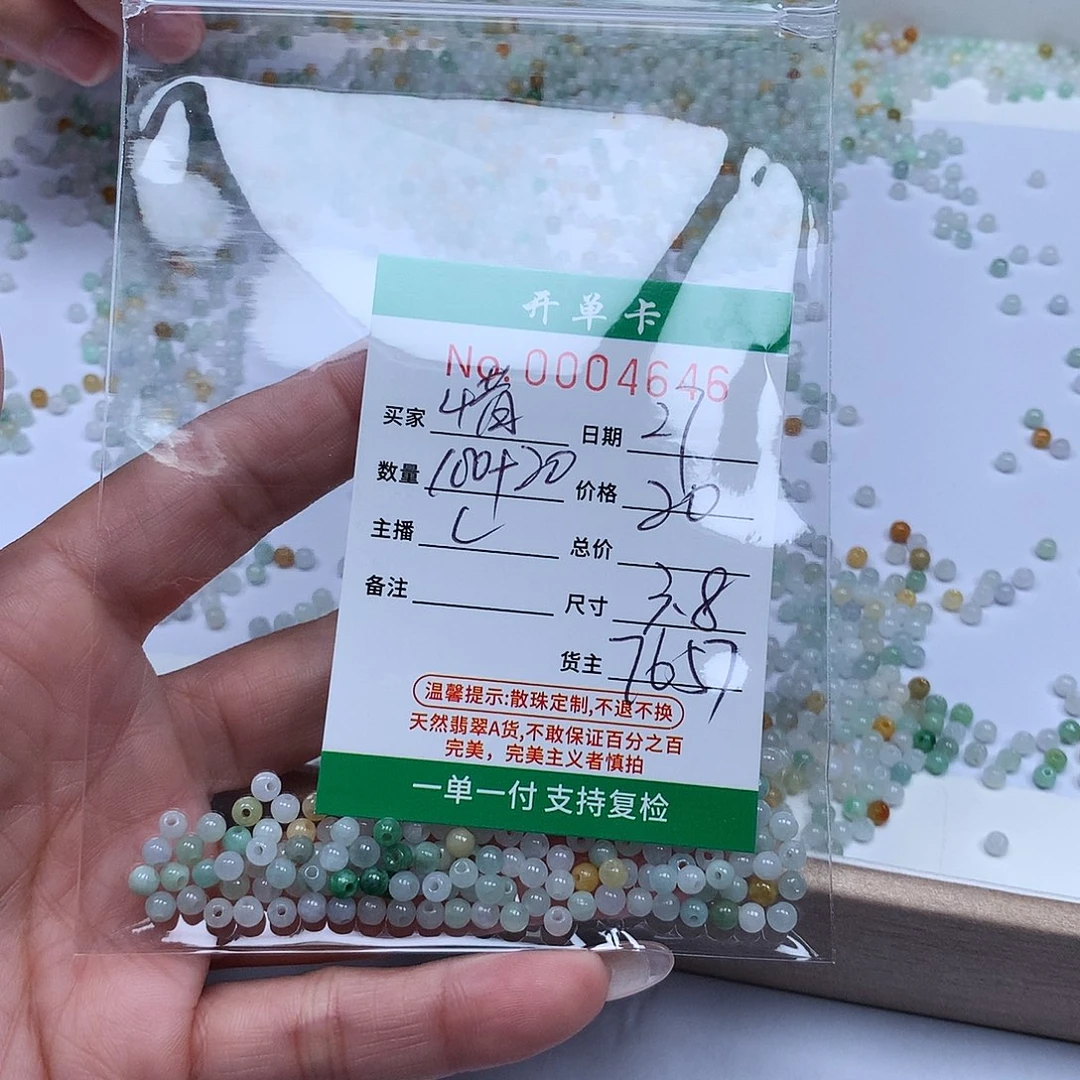 开单卡
No. 0004646
买家 日期 21
数量 100+20 价格 20
主播 L 总价
备注 尺寸 3.8
货主 7657
温馨提示:散珠定制,不退不换
天然翡翠A货,不敢保证百分之百
完美，完美主义者慎拍
一单一付 支持复检